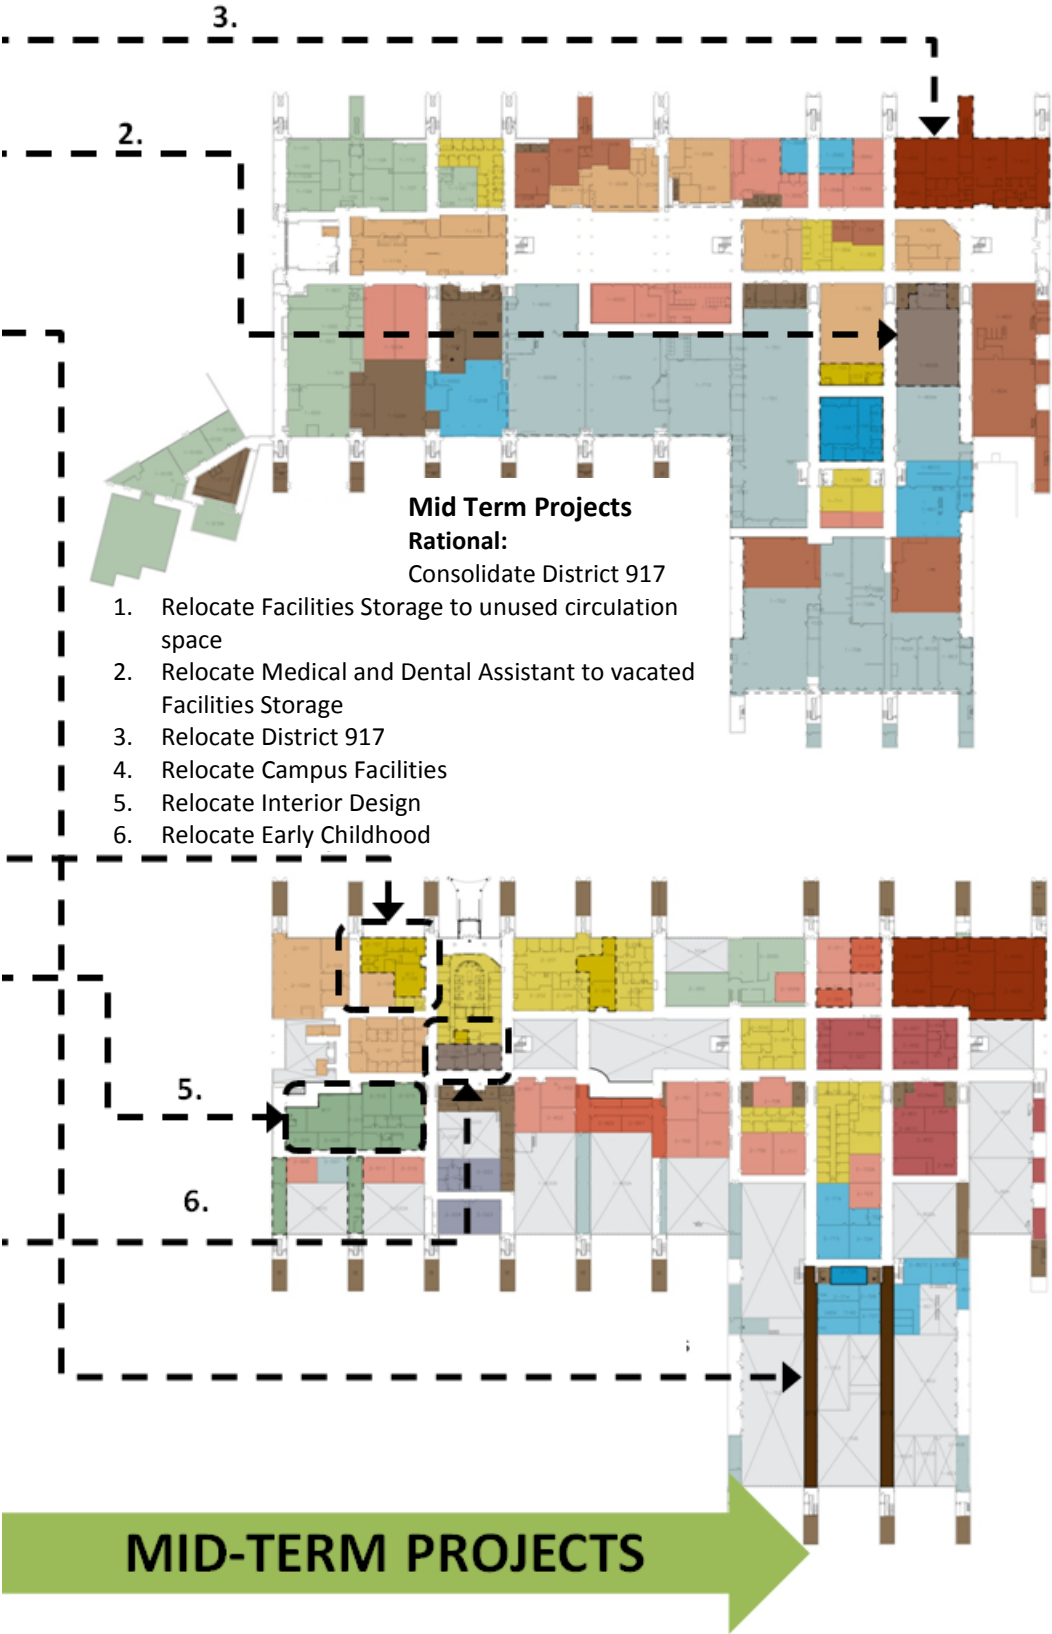 3.
2.
Mid Term Projects
Rational:
Consolidate District 917
1. Relocate Facilities Storage to unused circulation
space
2. Relocate Medical and Dental Assistant to vacated
Facilities Storage
3. Relocate District 917
4. Relocate Campus Facilities
5. Relocate Interior Design
6. Relocate Early Childhood
5.
6.
MID-TERM PROJECTS